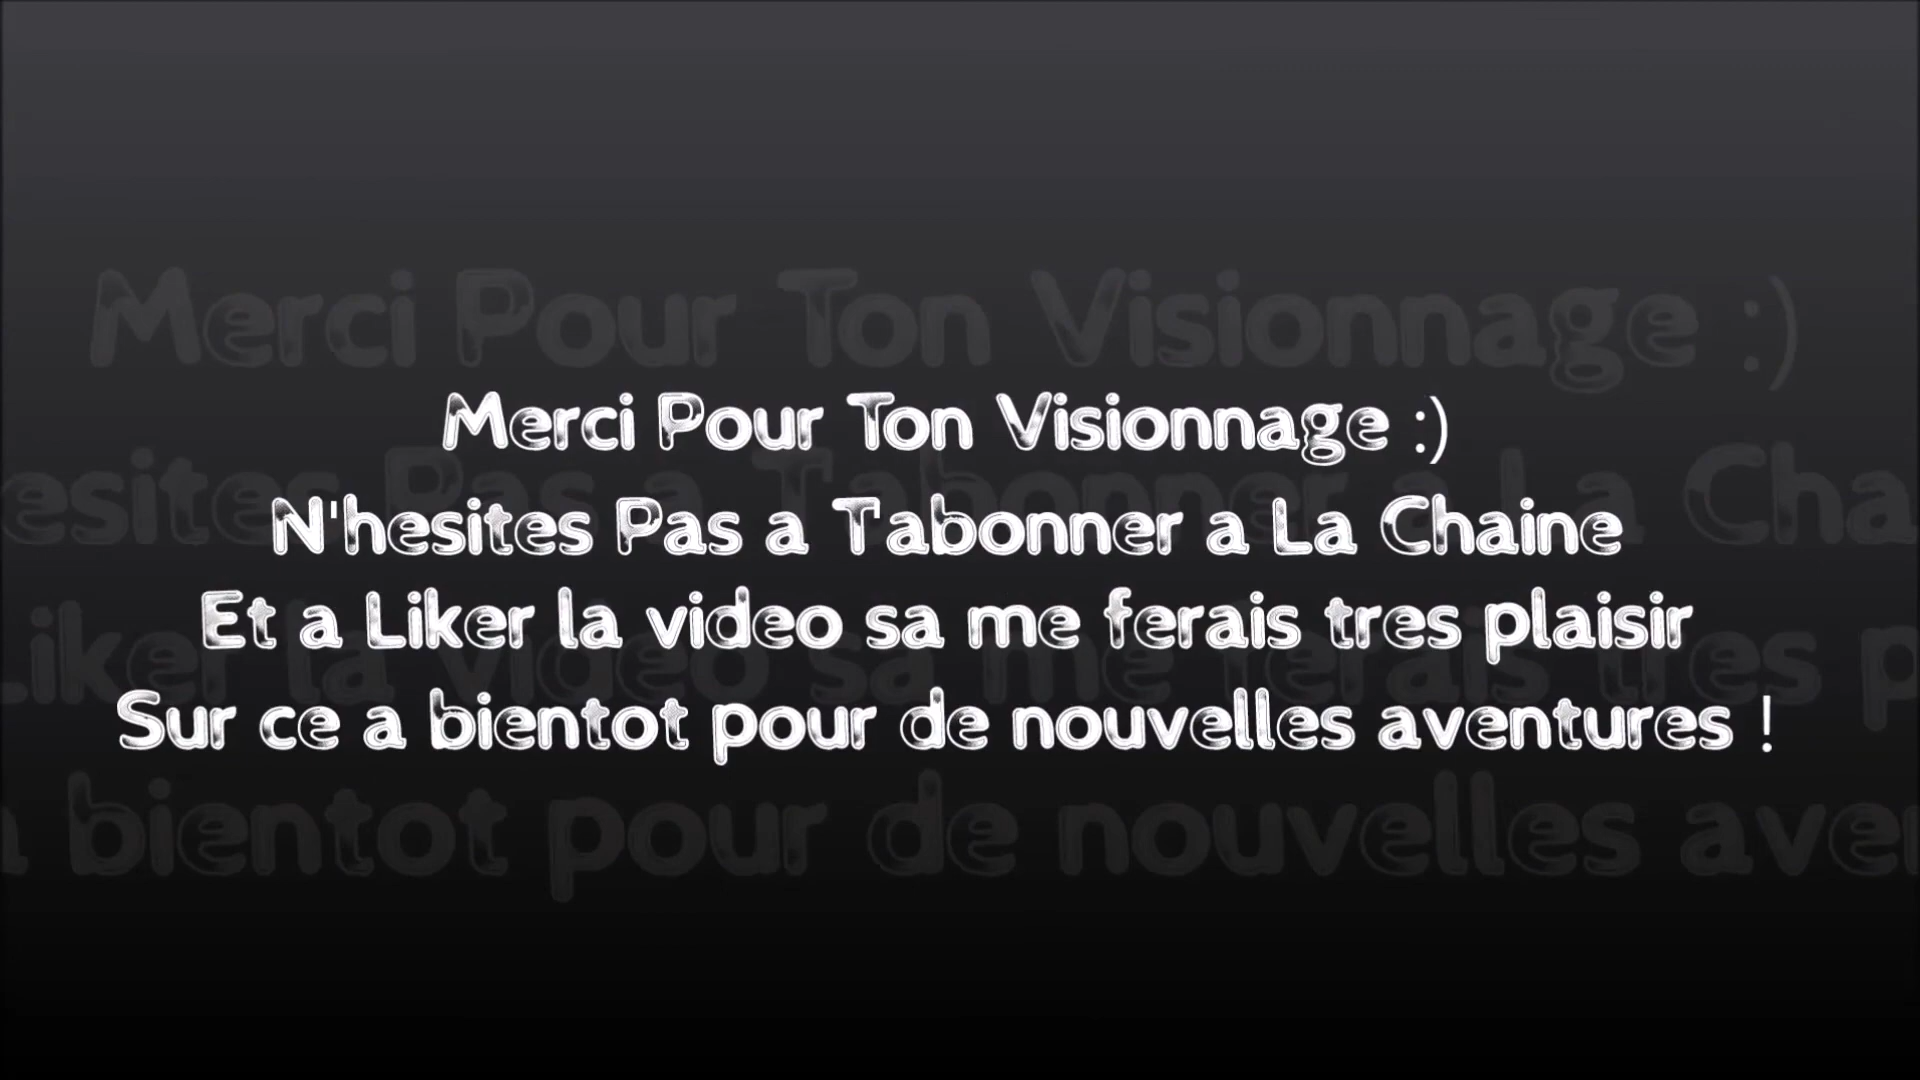 Merci Pour Ton Visionnage :)
N'hesites Pas a Tabonner a La Chaine
Et a Liker la video sa me ferais tres plaisir
Sur ce a bientot pour de nouvelles aventures !